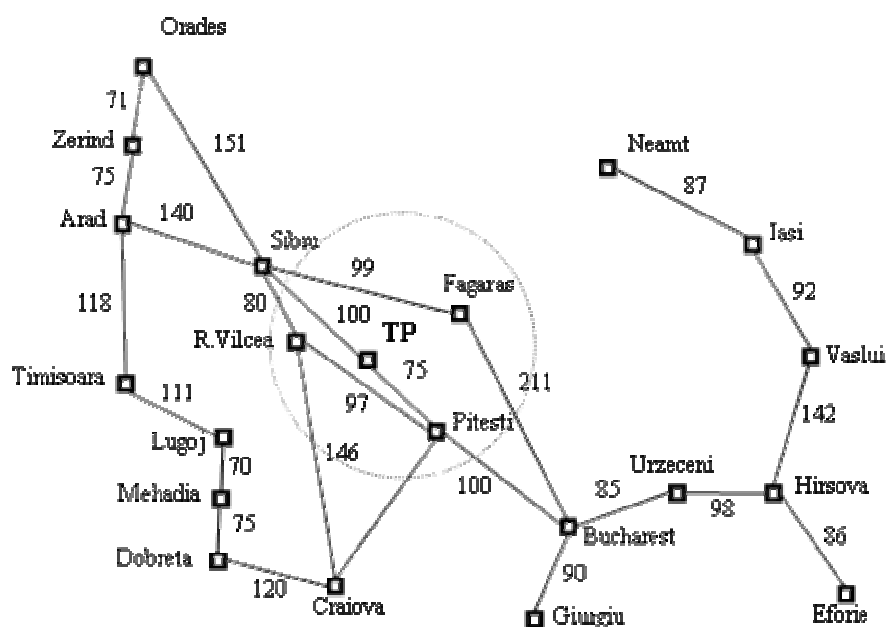 Orades
71
Zerind
151
75
Neamt
87
Arad
140
Sibiu
Iasi
99
Fagaras
118
80
100
TP
92
R.Vilcea
75
Vaslui
Timisoara
111
97
211
142
Pitesti
Lugoj
146
Urzeceni
70
100
85
Hirsova
Mehadia
98
Bucharest
75
86
Dobreta
90
120
Craiova
Giurgiu
Eforie